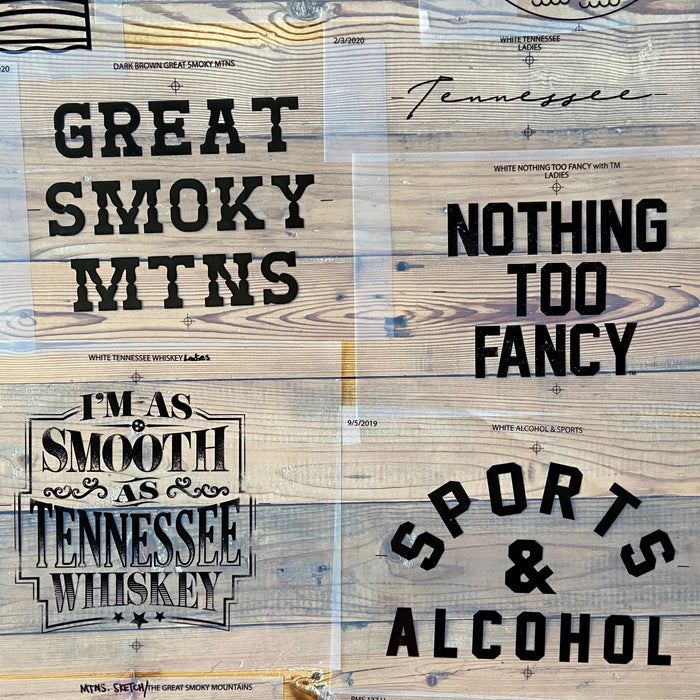 020
DARK BROWN GREAT SMOKY MTNS
GREAT
SMOKY
MTNS
2/3/2020
WHITE TENNESSEE
LADIES
Tennessee
WHITE NOTHING TOO FANCY with TM
LADIES
NOTHING
TOO
FANCY
TM
WHITE TENNESSEE WHISKEY Ladies
I'M AS
SMOOTH
AS
TENNESSEE
WHISKEY
9/5/2019
WHITE ALCOHOL & SPORTS
SPORTS
&
ALCOHOL
MTNS. SKETCH/THE GREAT SMOKY MOUNTAINS